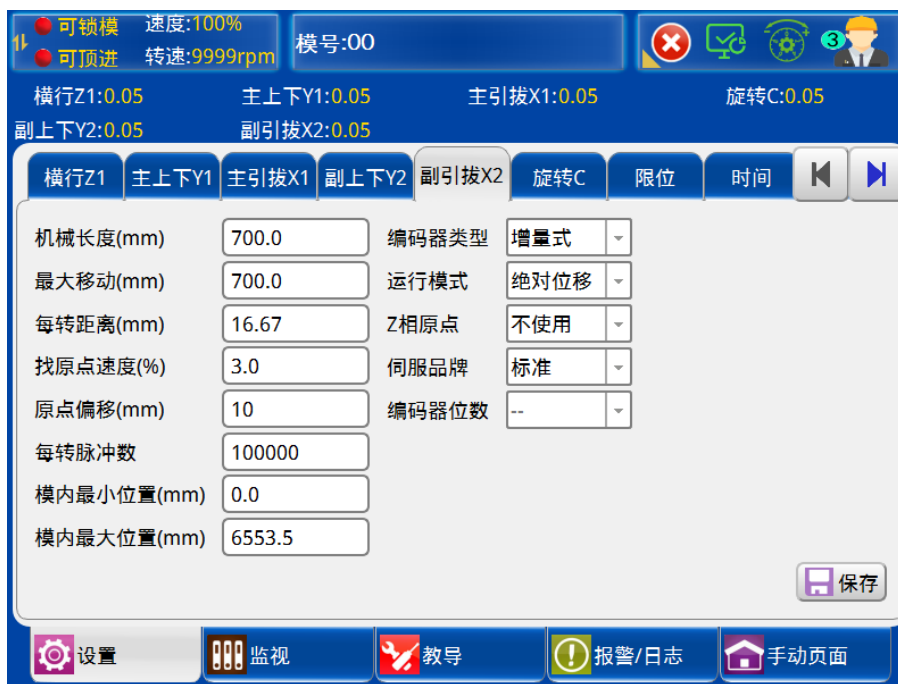 可锁模 速度:100%
可顶进 转速:9999rpm
模号:00
3
横行Z1:0.05 主上下Y1:0.05 主引拔X1:0.05 旋转C:0.05
副上下Y2:0.05 副引拔X2:0.05
横行Z1 主上下Y1 主引拔X1 副上下Y2 副引拔X2 旋转C 限位 时间
机械长度(mm) 700.0 编码器类型 增量式
最大移动(mm) 700.0 运行模式 绝对位移
每转距离(mm) 16.67 Z相原点 不使用
找原点速度(%) 3.0 伺服品牌 标准
原点偏移(mm) 10 编码器位数 --
每转脉冲数 100000
模内最小位置(mm) 0.0
模内最大位置(mm) 6553.5
保存
设置 监视 教导 报警/日志 手动页面